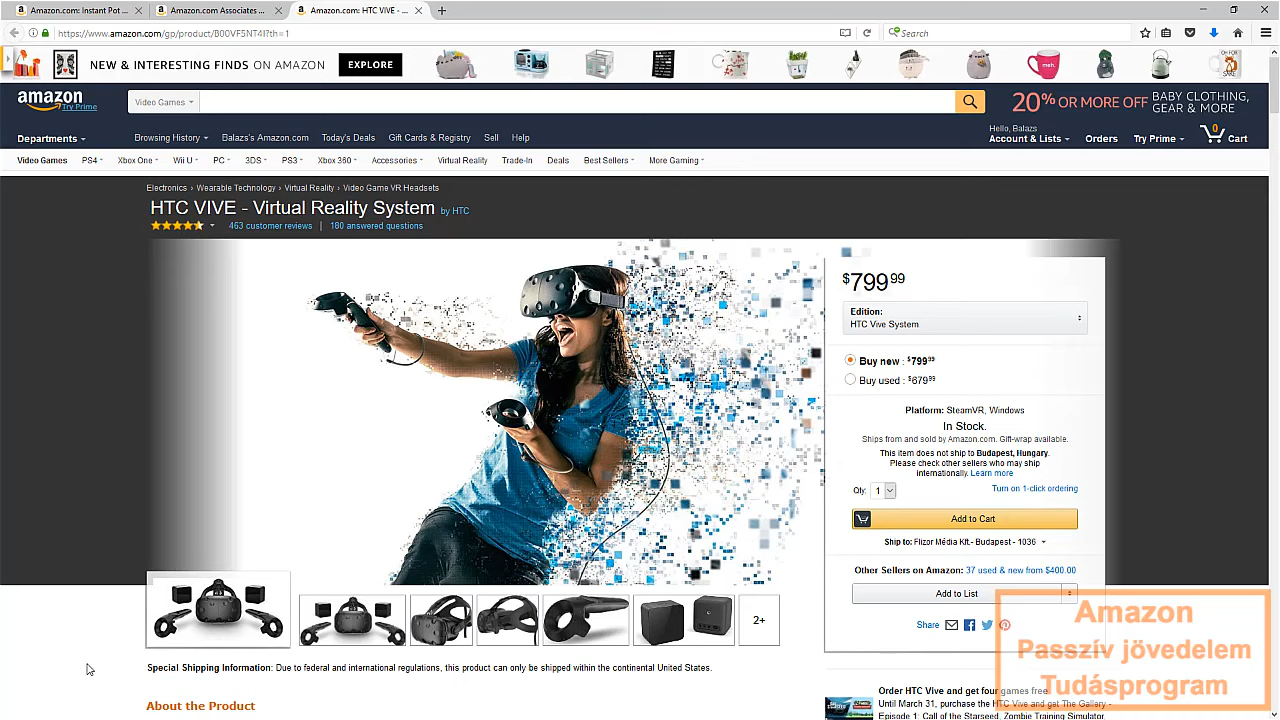 Amazon.com: Instant Pot ...
Amazon.com Associates ...
Amazon.com: HTC VIVE - ...
https://www.amazon.com/gp/product/B00VF5NT4I?th=1
Search
NEW & INTERESTING FINDS ON AMAZON
EXPLORE
meh.
amazon
Try Prime
Video Games
20% OR MORE OFF
BABY CLOTHING,
GEAR & MORE
Departments
Browsing History
Balazs's Amazon.com
Today's Deals
Gift Cards & Registry
Sell
Help
Hello, Balazs
Account & Lists
Orders
Try Prime
0
Cart
Video Games
PS4
Xbox One
Wii U
PC
3DS
PS3
Xbox 360
Accessories
Virtual Reality
Trade-In
Deals
Best Sellers
More Gaming
Electronics › Wearable Technology › Virtual Reality › Video Game VR Headsets
HTC VIVE - Virtual Reality System by HTC
463 customer reviews | 180 answered questions
$799.99
Edition:
HTC Vive System
Buy new : $799.99
Buy used : $679.99
Platform: SteamVR, Windows
In Stock.
Ships from and sold by Amazon.com. Gift-wrap available.
This item does not ship to Budapest, Hungary.
Please check other sellers who may ship
internationally. Learn more
Qty: 1
Turn on 1-click ordering
Add to Cart
Ship to: Flizor Média Kft.- Budapest - 1036
Other Sellers on Amazon: 37 used & new from $400.00
Add to List
Share
2+
Amazon
Passzív jövedelem
Tudásprogram
Special Shipping Information: Due to federal and international regulations, this product can only be shipped within the continental United States.
About the Product
Order HTC Vive and get four games free
Until March 31, purchase the HTC Vive and get The Gallery -
Episode 1: Call of the Starseed, Zombie Training Simulator,